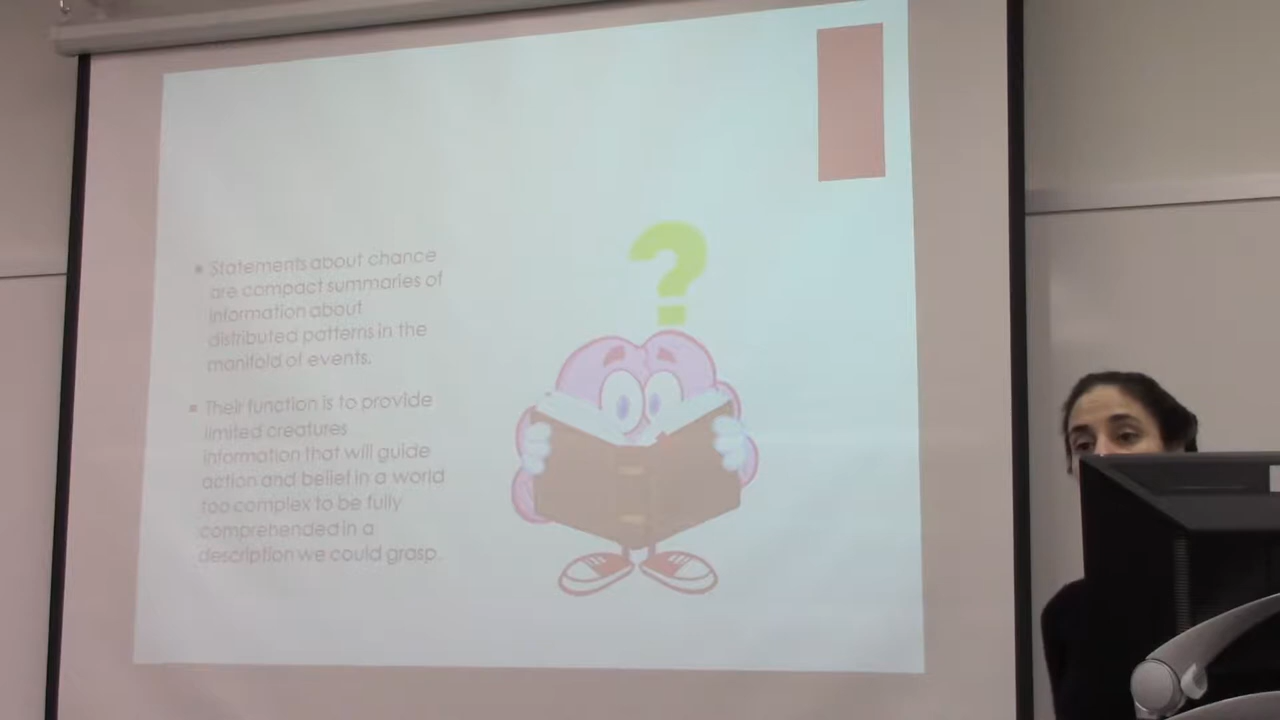 Statements about chance
are compact summaries of
information about
distributed patterns in the
manifold of events.
Their function is to provide
limited creatures
information that will guide
action and belief in a world
too complex to be fully
comprehended in a
description we could grasp
?